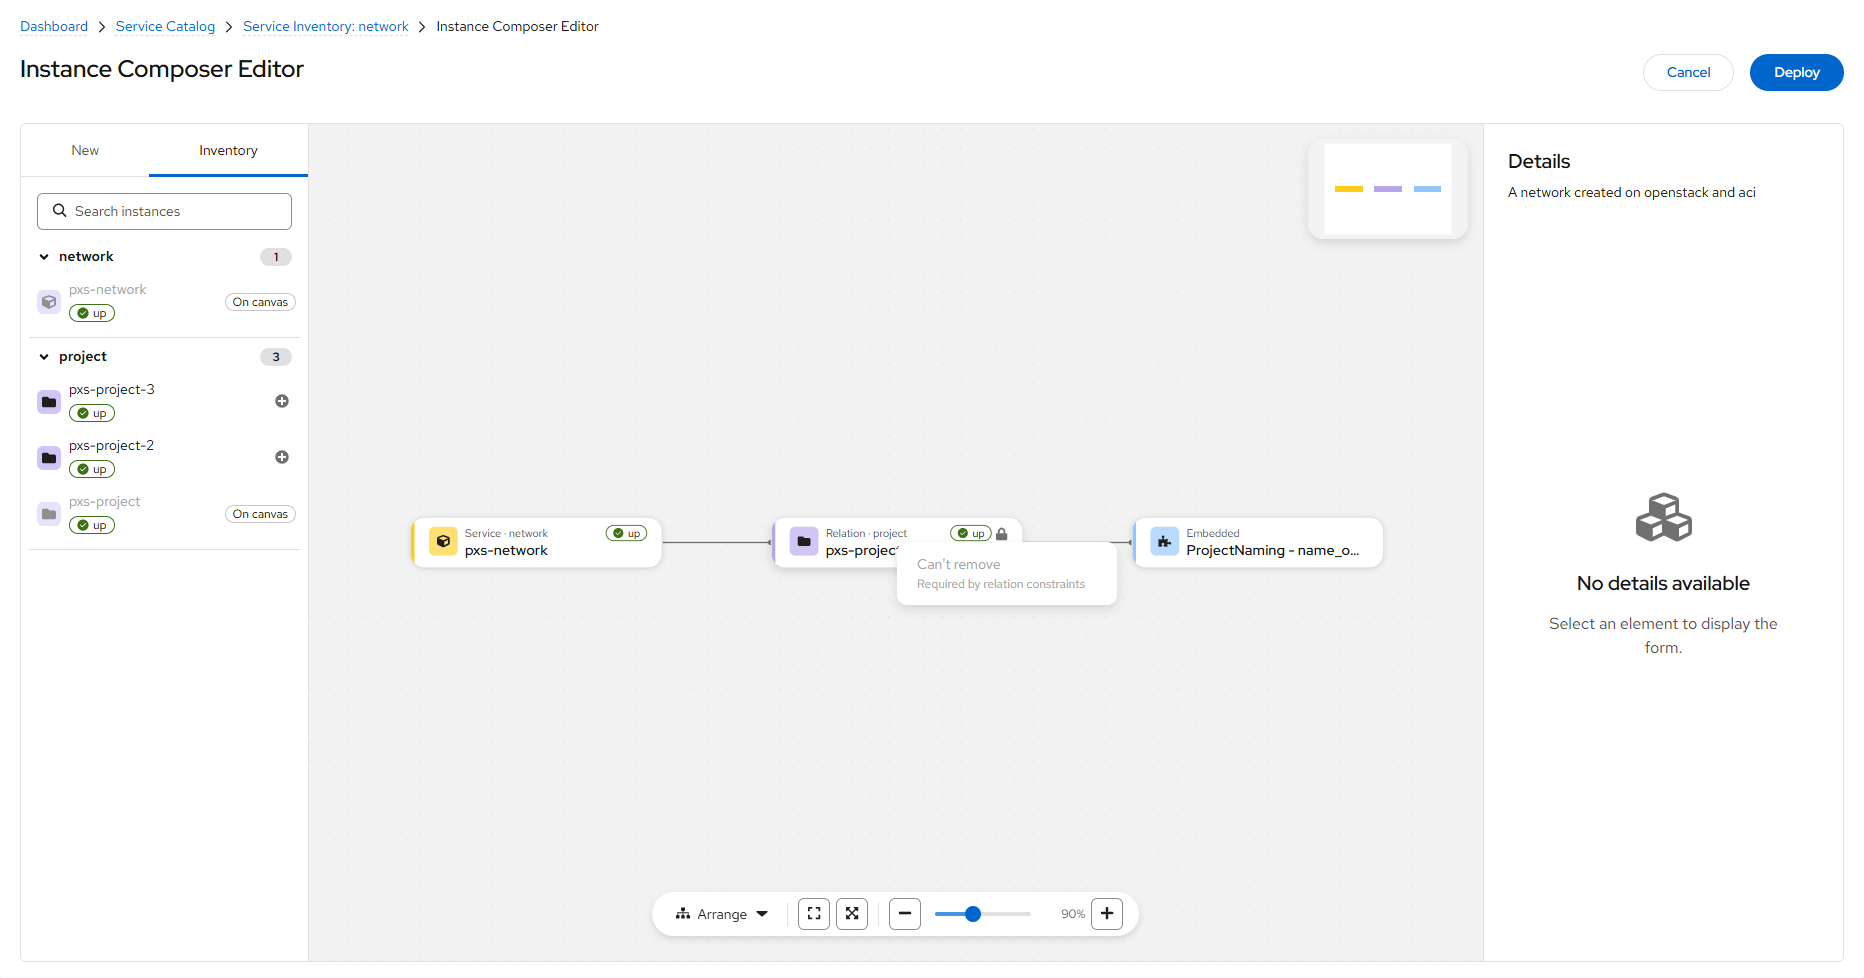 Dashboard > Service Catalog > Service Inventory: network > Instance Composer Editor
Instance Composer Editor
Cancel
Deploy
New
Inventory
Search instances
network
1
pxs-network
up
On canvas
project
3
pxs-project-3
up
pxs-project-2
up
pxs-project
up
On canvas
Service · network
up
pxs-network
Relation · project
up
pxs-project
Can't remove
Required by relation constraints
Embedded
ProjectNaming - name_o...
Arrange
90%
Details
A network created on openstack and aci
No details available
Select an element to display the
form.